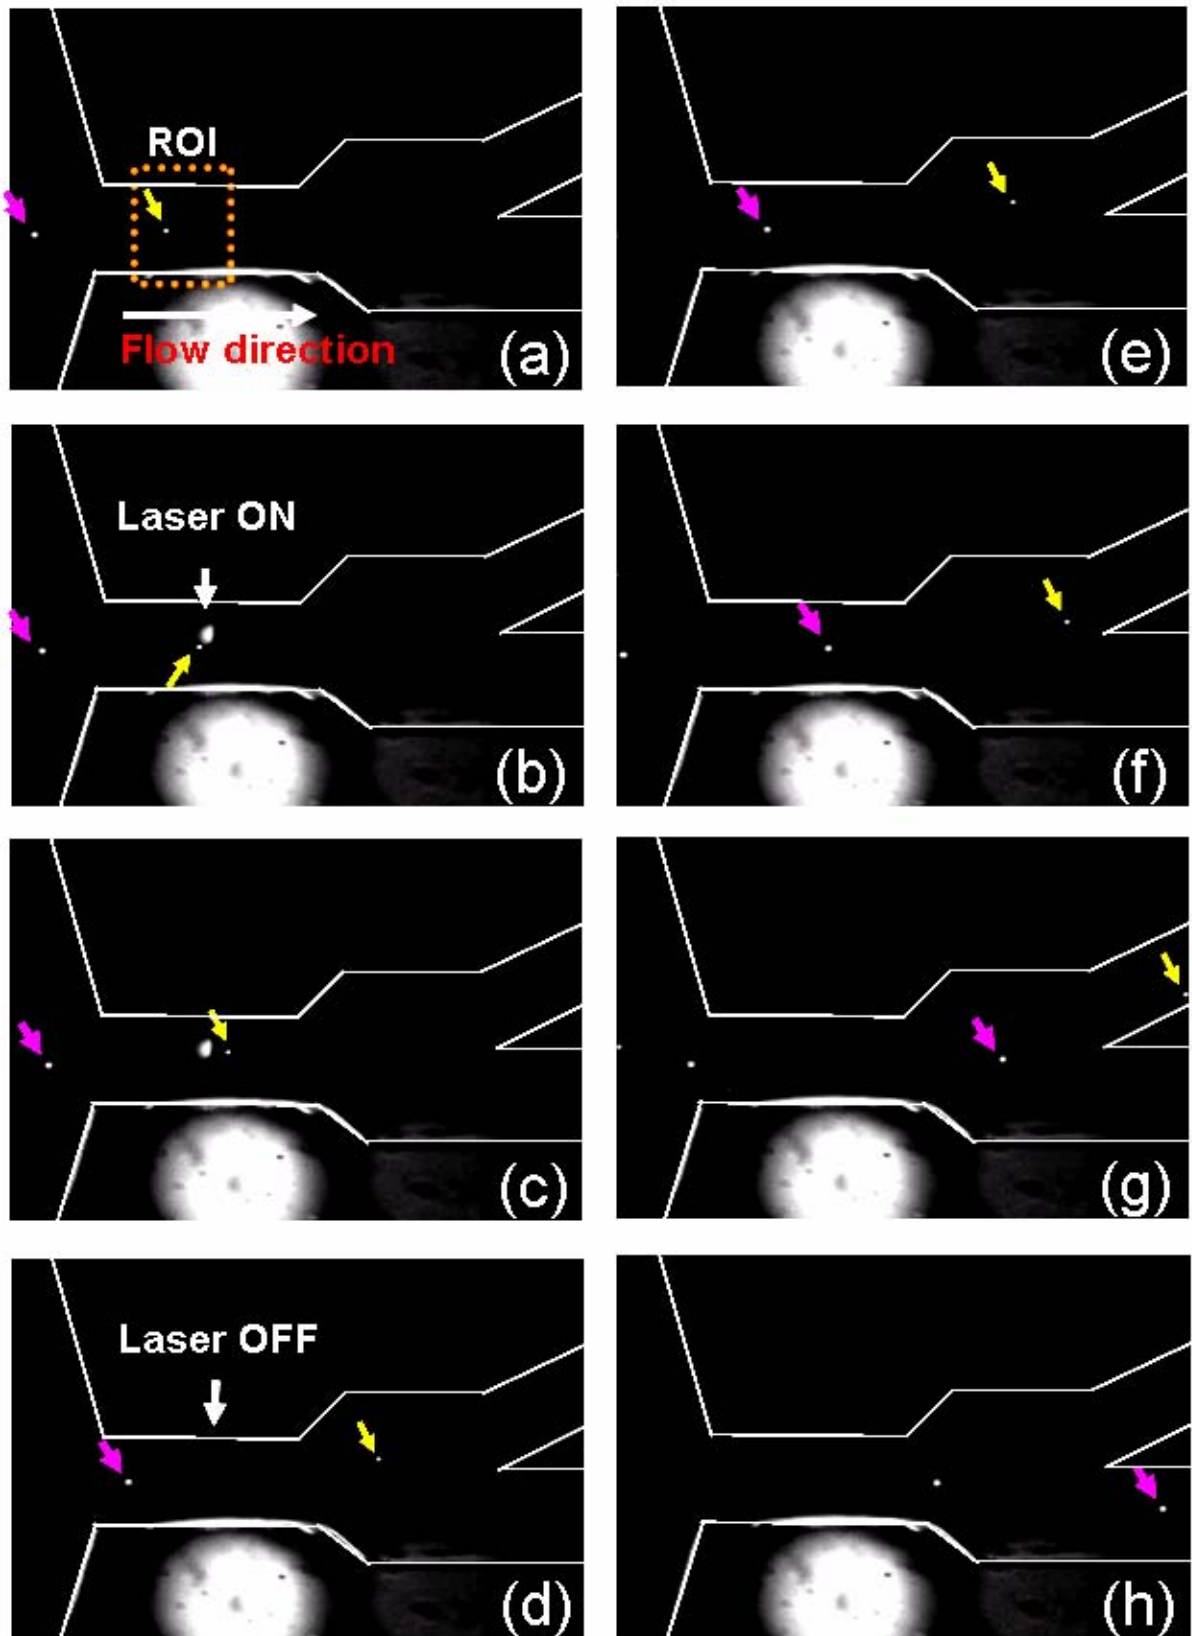 ROI
Flow direction
(a)
Laser ON
(b)
(c)
Laser OFF
(d)
(e)
(f)
(g)
(h)